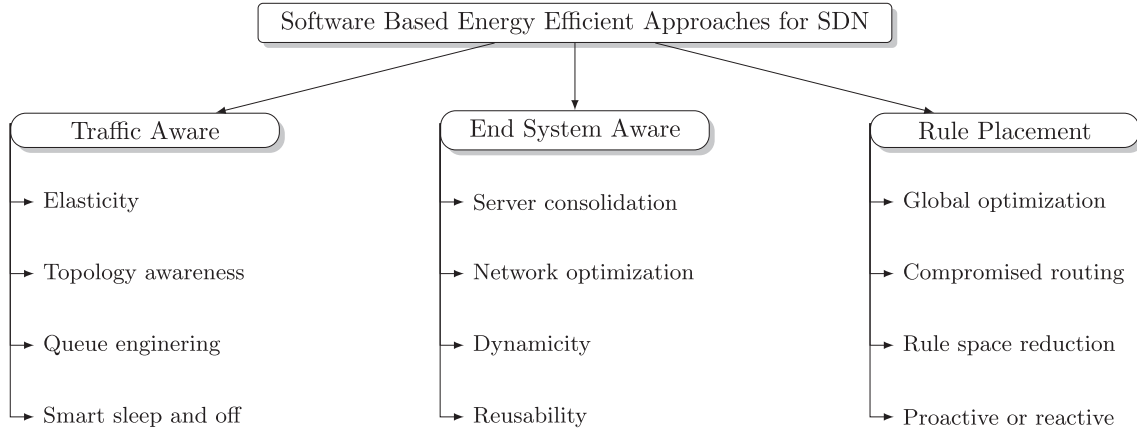 Software Based Energy Efficient Approaches for SDN
Traffic Aware
Elasticity
Topology awareness
Queue enginering
Smart sleep and off
End System Aware
Server consolidation
Network optimization
Dynamicity
Reusability
Rule Placement
Global optimization
Compromised routing
Rule space reduction
Proactive or reactive